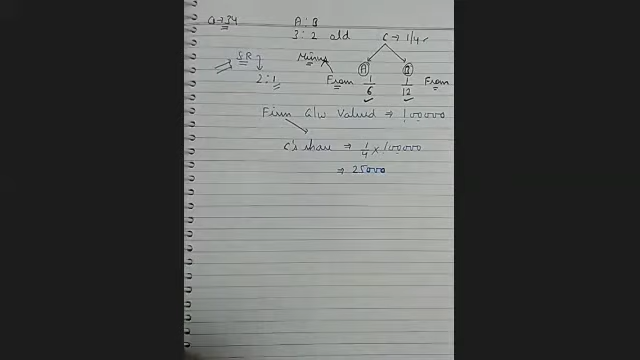 Q → 34
A : B
3 : 2 old
C → 1/4
SR
2 : 1
Minus
A B
From 1/6 1/12 From
Firm G/w Valued ⇒ 100000
C's share ⇒ 1/4 × 100000
⇒ 25000